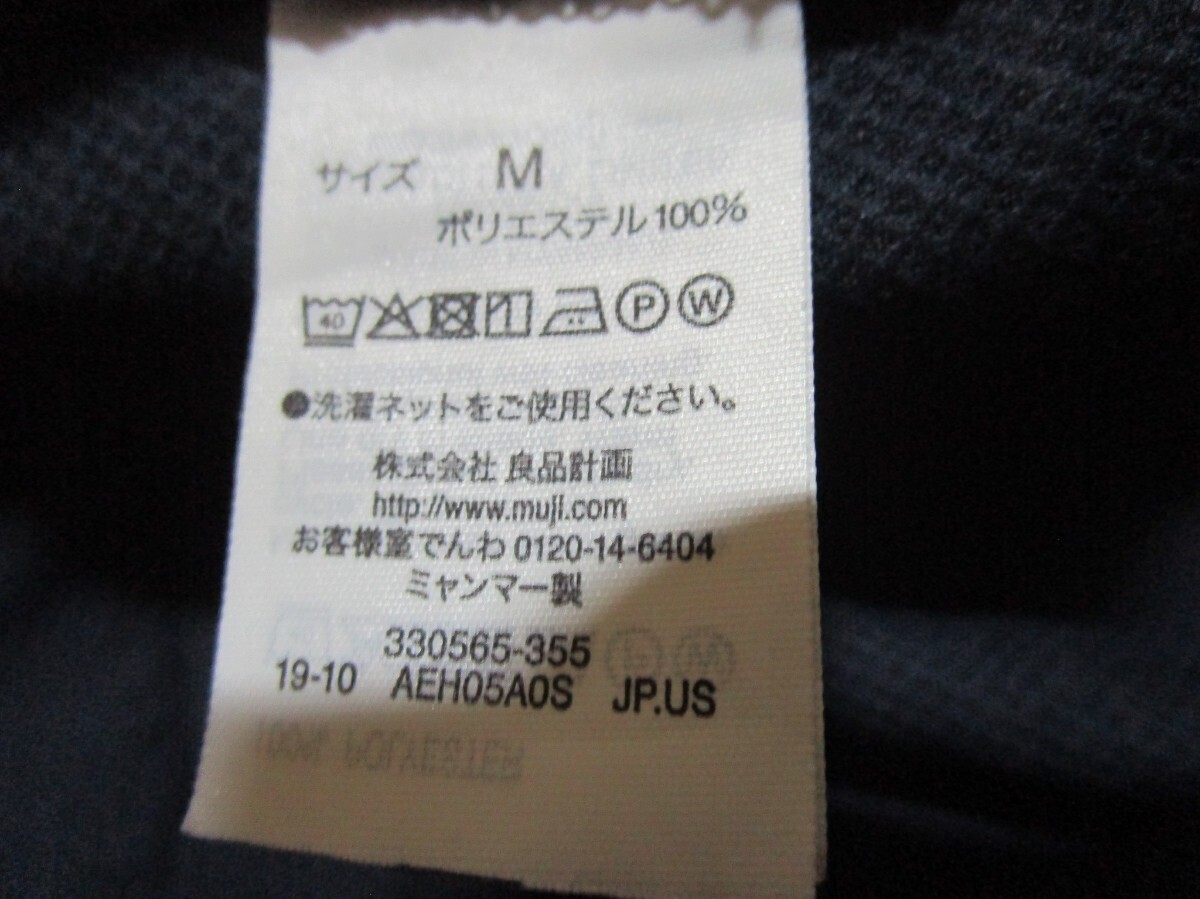 サイズ M
ポリエステル100%
40 P W
●洗濯ネットをご使用ください。
株式会社 良品計画
http://www.muji.com
お客様室でんわ 0120-14-6404
ミャンマー製
330565-355
19-10 AEH05A0S JP.US
100% POLYESTER